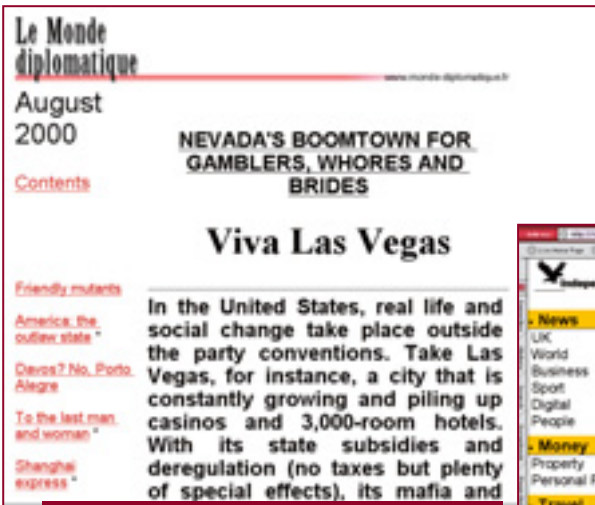 Le Monde
diplomatique
www.monde-diplomatique.fr
August
2000
Contents
Friendly mutants
America: the
outlaw state *
Davos? No, Porto
Alegre
To the last man
and woman *
Shanghai
express *
NEVADA'S BOOMTOWN FOR
GAMBLERS, WHORES AND
BRIDES
Viva Las Vegas
In the United States, real life and
social change take place outside
the party conventions. Take Las
Vegas, for instance, a city that is
constantly growing and piling up
casinos and 3,000-room hotels.
With its state subsidies and
deregulation (no taxes but plenty
of special effects), its mafia and
News
UK
World
Business
Sport
Digital
People
Money
Property
Personal
Travel